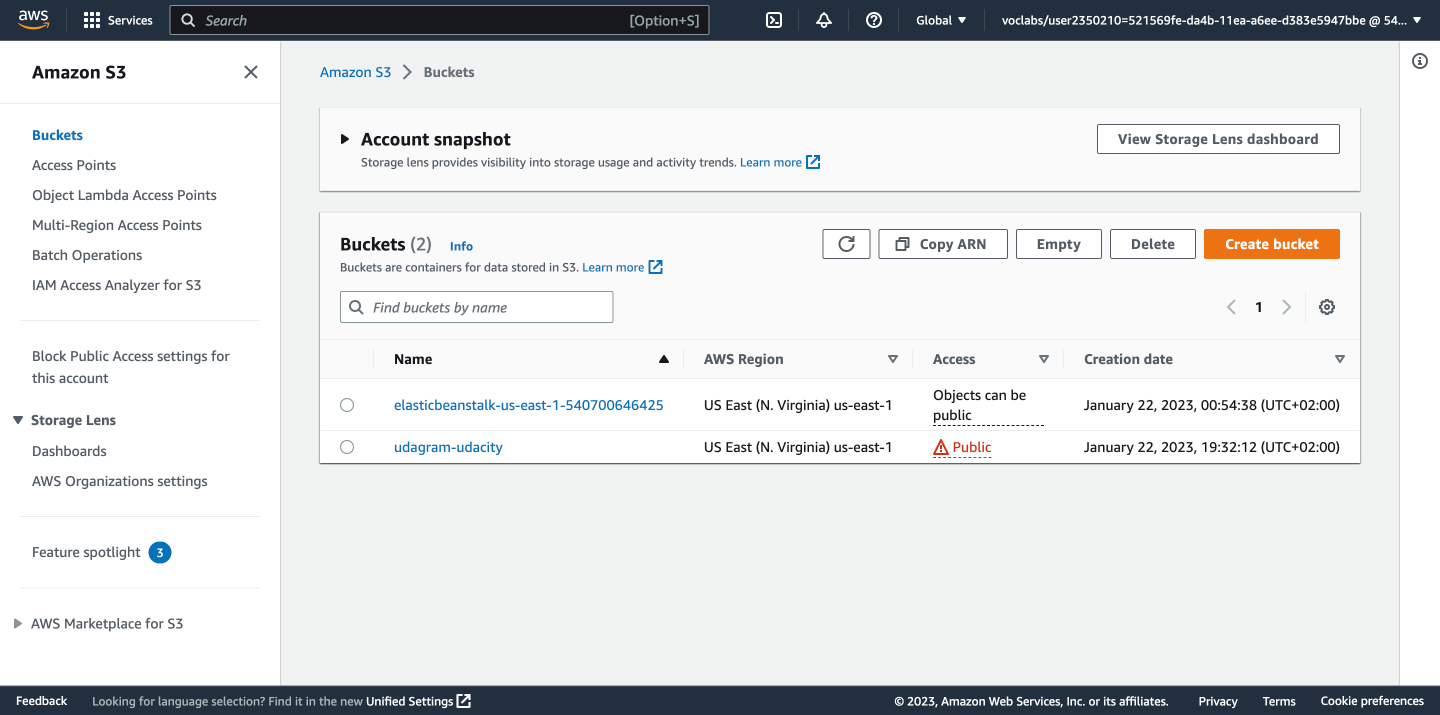 aws
Services
Search
[Option+S]
Global
voclabs/user2350210=521569fe-da4b-11ea-a6ee-d383e5947bbe @ 54...
Amazon S3
Buckets
Access Points
Object Lambda Access Points
Multi-Region Access Points
Batch Operations
IAM Access Analyzer for S3
Block Public Access settings for
this account
Storage Lens
Dashboards
AWS Organizations settings
Feature spotlight 3
AWS Marketplace for S3
Amazon S3 Buckets
Account snapshot
Storage lens provides visibility into storage usage and activity trends. Learn more
View Storage Lens dashboard
Buckets (2) Info
Buckets are containers for data stored in S3. Learn more
Copy ARN
Empty
Delete
Create bucket
Find buckets by name
1
Name AWS Region Access Creation date
elasticbeanstalk-us-east-1-540700646425 US East (N. Virginia) us-east-1 Objects can be public January 22, 2023, 00:54:38 (UTC+02:00)
udagram-udacity US East (N. Virginia) us-east-1 Public January 22, 2023, 19:32:12 (UTC+02:00)
Feedback Looking for language selection? Find it in the new Unified Settings © 2023, Amazon Web Services, Inc. or its affiliates. Privacy Terms Cookie preferences